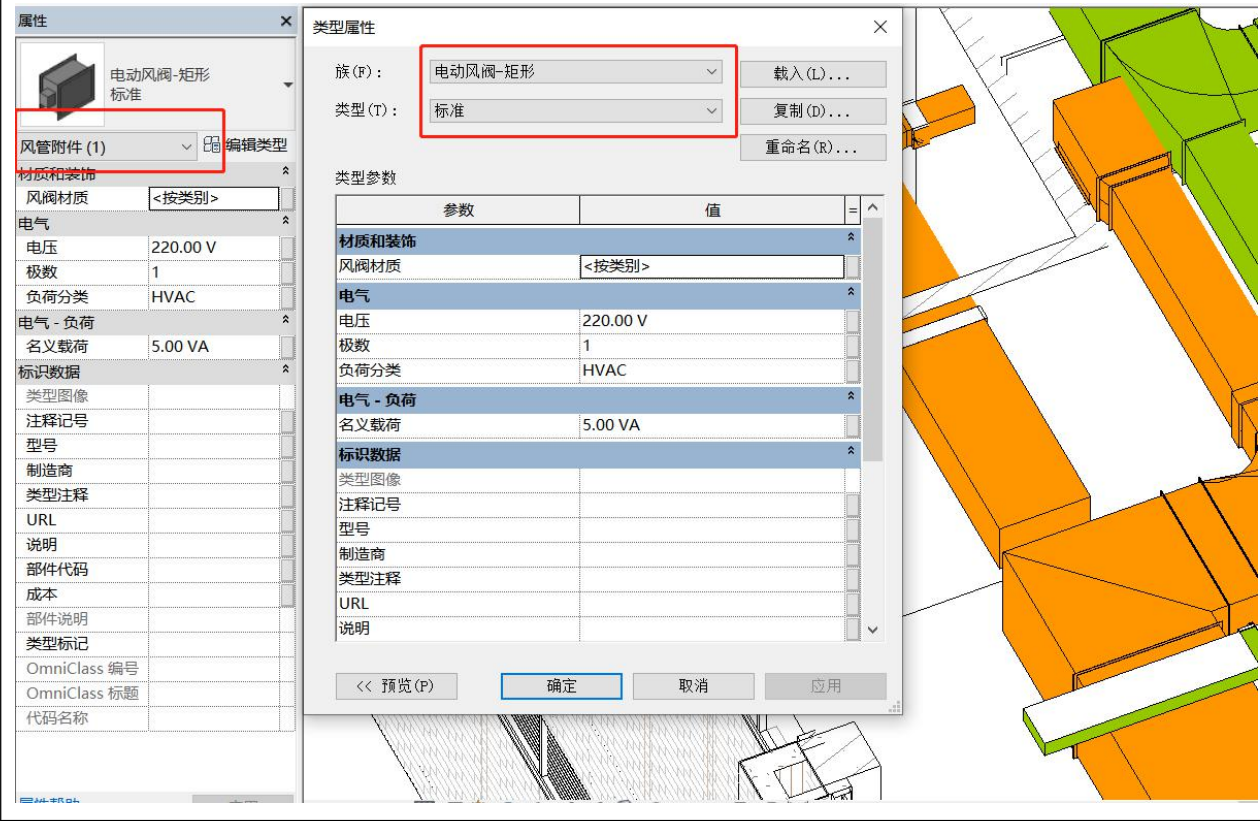 属性
电动风阀-矩形
标准
风管附件 (1)
编辑类型
材质和装饰
风阀材质 <按类别>
电气
电压 220.00 V
极数 1
负荷分类 HVAC
电气 - 负荷
名义载荷 5.00 VA
标识数据
类型图像
注释记号
型号
制造商
类型注释
URL
说明
部件代码
成本
部件说明
类型标记
OmniClass 编号
OmniClass 标题
代码名称
属性帮助
类型属性
族(F): 电动风阀-矩形 载入(L)...
类型(T): 标准 复制(D)...
重命名(R)...
类型参数
参数 值 =
材质和装饰
风阀材质 <按类别>
电气
电压 220.00 V
极数 1
负荷分类 HVAC
电气 - 负荷
名义载荷 5.00 VA
标识数据
类型图像
注释记号
型号
制造商
类型注释
URL
说明
<< 预览(P) 确定 取消 应用